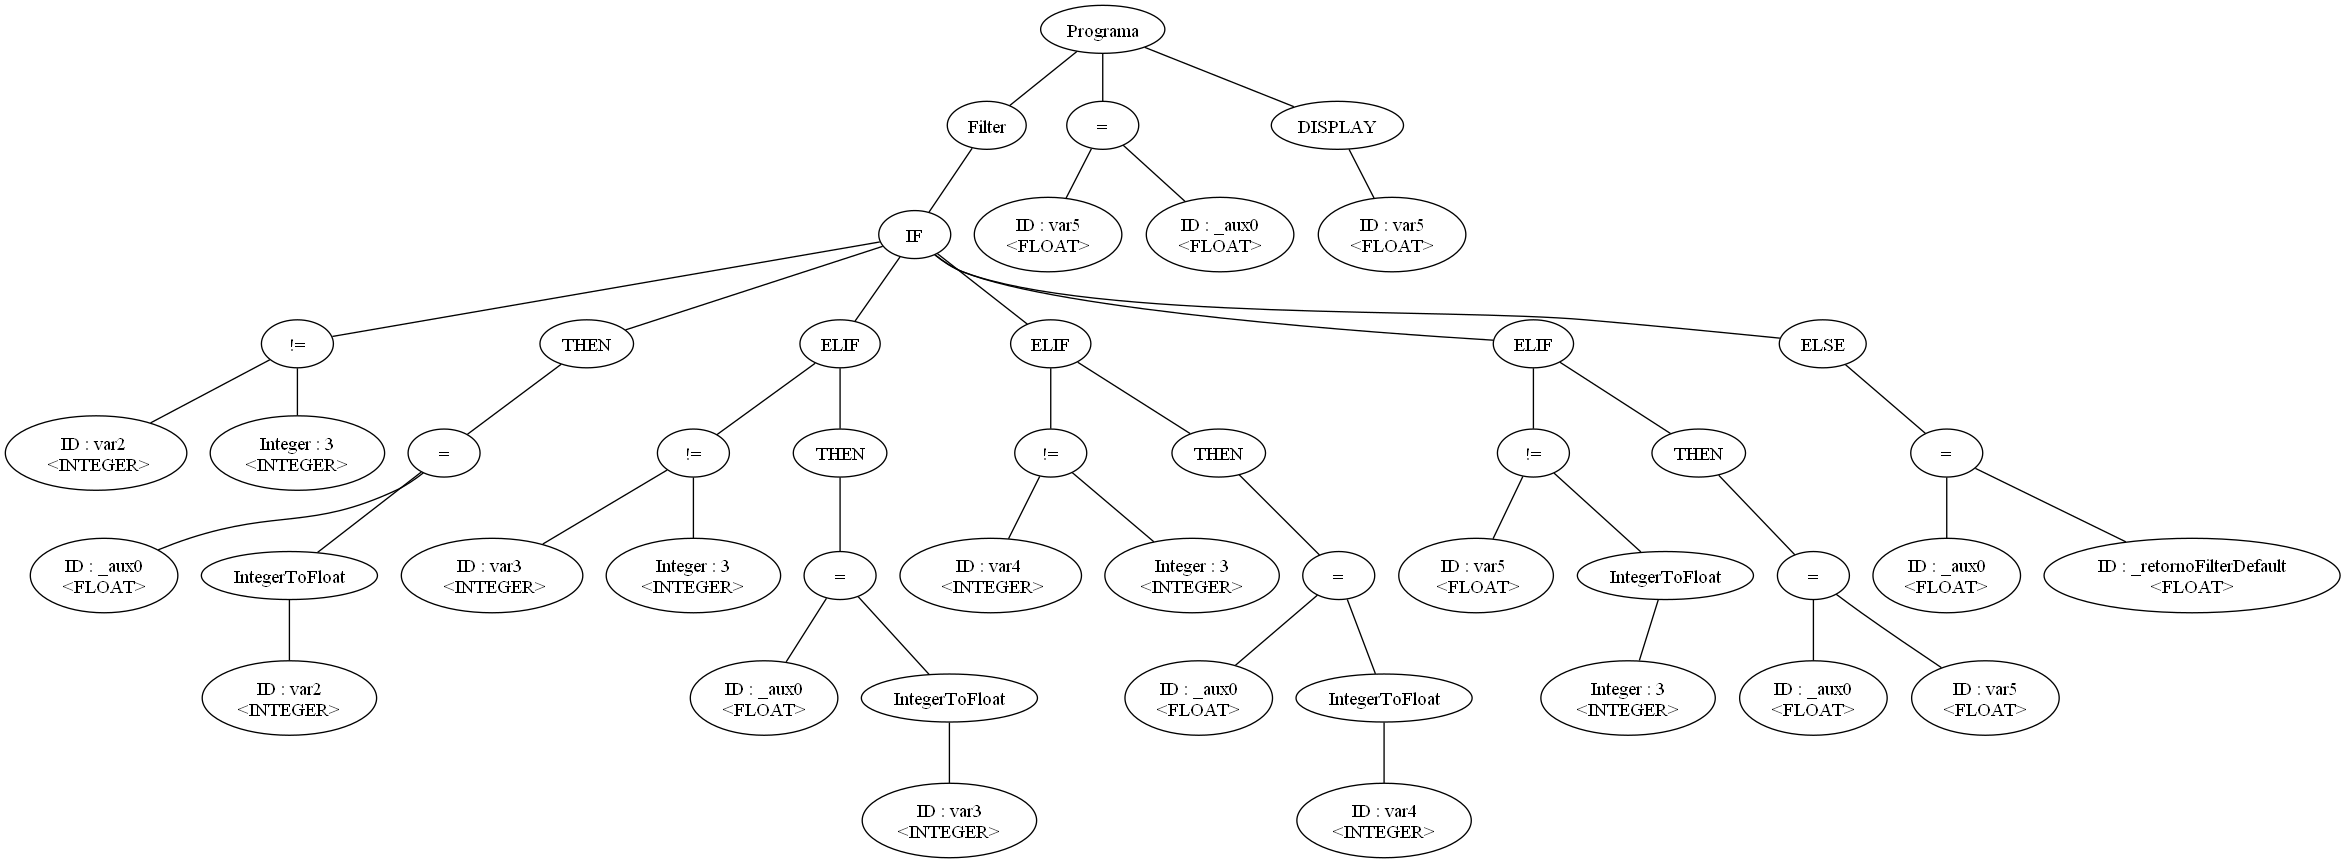 Programa
Filter
=
DISPLAY
IF
ID : var5
<FLOAT>
ID : _aux0
<FLOAT>
ID : var5
<FLOAT>
!=
THEN
ELIF
ELIF
ELIF
ELSE
ID : var2
<INTEGER>
Integer : 3
<INTEGER>
=
!=
THEN
!=
THEN
!=
THEN
=
ID : _aux0
<FLOAT>
IntegerToFloat
ID : var3
<INTEGER>
Integer : 3
<INTEGER>
=
ID : var4
<INTEGER>
Integer : 3
<INTEGER>
=
ID : var5
<FLOAT>
IntegerToFloat
=
ID : _aux0
<FLOAT>
ID : _retornoFilterDefault
<FLOAT>
ID : var2
<INTEGER>
ID : _aux0
<FLOAT>
IntegerToFloat
ID : _aux0
<FLOAT>
IntegerToFloat
Integer : 3
<INTEGER>
ID : _aux0
<FLOAT>
ID : var5
<FLOAT>
ID : var3
<INTEGER>
ID : var4
<INTEGER>